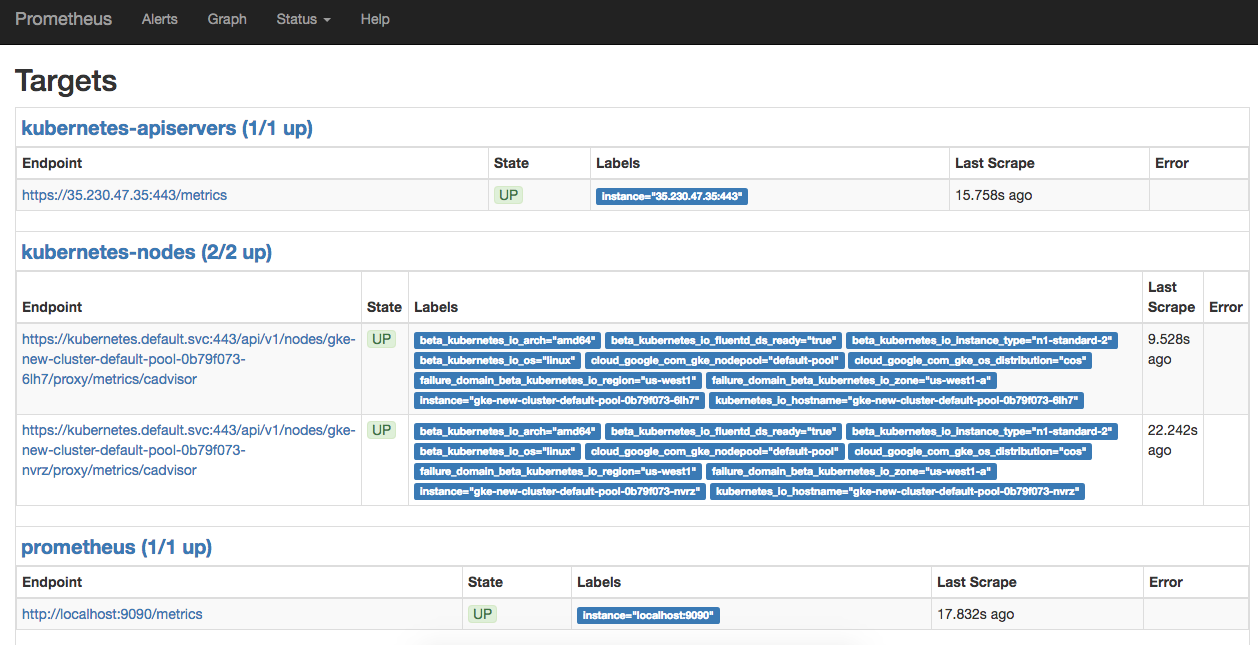 Prometheus Alerts Graph Status Help
Targets
kubernetes-apiservers (1/1 up)
Endpoint State Labels Last Scrape Error
https://35.230.47.35:443/metrics UP instance="35.230.47.35:443" 15.758s ago
kubernetes-nodes (2/2 up)
Endpoint State Labels Last Scrape Error
https://kubernetes.default.svc:443/api/v1/nodes/gke-
new-cluster-default-pool-0b79f073-
6lh7/proxy/metrics/cadvisor
UP
beta_kubernetes_io_arch="amd64" beta_kubernetes_io_fluentd_ds_ready="true" beta_kubernetes_io_instance_type="n1-standard-2"
beta_kubernetes_io_os="linux" cloud_google_com_gke_nodepool="default-pool" cloud_google_com_gke_os_distribution="cos"
failure_domain_beta_kubernetes_io_region="us-west1" failure_domain_beta_kubernetes_io_zone="us-west1-a"
instance="gke-new-cluster-default-pool-0b79f073-6lh7" kubernetes_io_hostname="gke-new-cluster-default-pool-0b79f073-6lh7"
9.528s
ago
https://kubernetes.default.svc:443/api/v1/nodes/gke-
new-cluster-default-pool-0b79f073-
nvrz/proxy/metrics/cadvisor
UP
beta_kubernetes_io_arch="amd64" beta_kubernetes_io_fluentd_ds_ready="true" beta_kubernetes_io_instance_type="n1-standard-2"
beta_kubernetes_io_os="linux" cloud_google_com_gke_nodepool="default-pool" cloud_google_com_gke_os_distribution="cos"
failure_domain_beta_kubernetes_io_region="us-west1" failure_domain_beta_kubernetes_io_zone="us-west1-a"
instance="gke-new-cluster-default-pool-0b79f073-nvrz" kubernetes_io_hostname="gke-new-cluster-default-pool-0b79f073-nvrz"
22.242s
ago
prometheus (1/1 up)
Endpoint State Labels Last Scrape Error
http://localhost:9090/metrics UP instance="localhost:9090" 17.832s ago